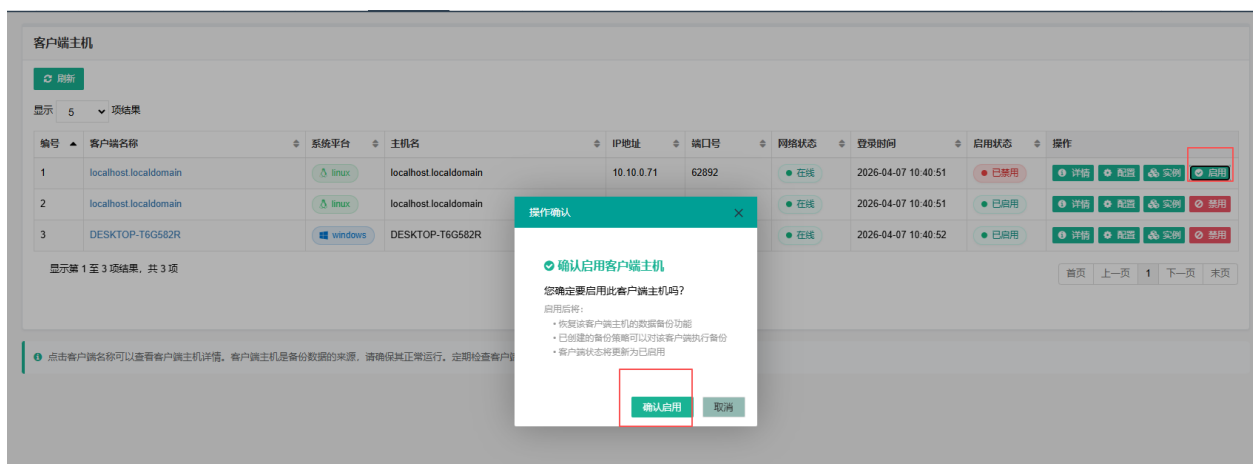 客户端主机
刷新
显示 5 项结果
编号 客户端名称 系统平台 主机名 IP地址 端口号 网络状态 登录时间 启用状态 操作
1 localhost.localdomain linux localhost.localdomain 10.10.0.71 62892 在线 2026-04-07 10:40:51 已禁用 详情 配置 实例 启用
2 localhost.localdomain linux localhost.localdomain 在线 2026-04-07 10:40:51 已启用 详情 配置 实例 禁用
3 DESKTOP-T6G582R windows DESKTOP-T6G582R 在线 2026-04-07 10:40:52 已启用 详情 配置 实例 禁用
显示第 1 至 3 项结果，共 3 项
首页 上一页 1 下一页 末页
操作确认
确认启用客户端主机
您确定要启用此客户端主机吗?
启用后将:
• 恢复该客户端主机的数据备份功能
• 已创建的备份策略可以对该客户端执行备份
• 客户端状态将更新为已启用
确认启用 取消
点击客户端名称可以查看客户端主机详情。客户端主机是备份数据的来源，请确保其正常运行。定期检查客户